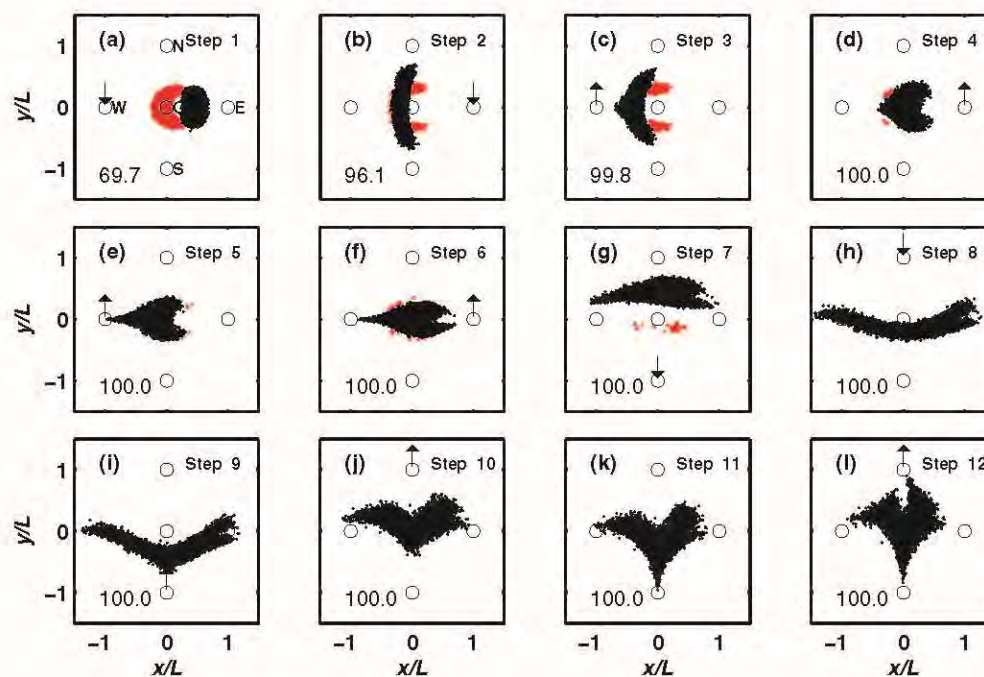 (a) N Step 1
W E
S
69.7
(b) Step 2
96.1
(c) Step 3
99.8
(d) Step 4
100.0
(e) Step 5
100.0
(f) Step 6
100.0
(g) Step 7
100.0
(h) Step 8
100.0
(i) Step 9
100.0
(j) Step 10
100.0
(k) Step 11
100.0
(l) Step 12
100.0
y/L
1
0
−1
y/L
1
0
−1
y/L
1
0
−1
−1 0 1
x/L
−1 0 1
x/L
−1 0 1
x/L
−1 0 1
x/L